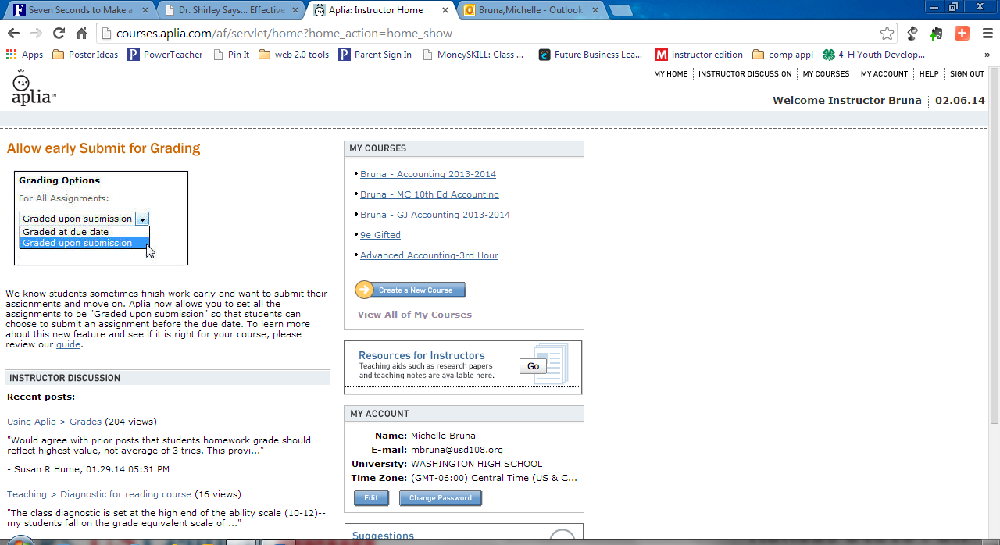 Seven Seconds to Make a
Dr. Shirley Says... Effective
Aplia: Instructor Home
Bruna,Michelle - Outlook
courses.aplia.com/af/servlet/home?home_action=home_show
Apps
Poster Ideas
PowerTeacher
Pin It
web 2.0 tools
Parent Sign In
MoneySKILL: Class ...
Future Business Lea...
instructor edition
comp appl
4-H Youth Develop...
»
aplia™
MY HOME
INSTRUCTOR DISCUSSION
MY COURSES
MY ACCOUNT
HELP
SIGN OUT
Welcome Instructor Bruna
02.06.14
Allow early Submit for Grading
Grading Options
For All Assignments:
Graded upon submission
Graded at due date
Graded upon submission
We know students sometimes finish work early and want to submit their
assignments and move on. Aplia now allows you to set all the
assignments to be "Graded upon submission" so that students can
choose to submit an assignment before the due date. To learn more
about this new feature and see if it is right for your course, please
review our guide.
INSTRUCTOR DISCUSSION
Recent posts:
Using Aplia > Grades (204 views)
"Would agree with prior posts that students homework grade should
reflect highest value, not average of 3 tries. This provi..."
- Susan R Hume, 01.29.14 05:31 PM
Teaching > Diagnostic for reading course (16 views)
"The class diagnostic is set at the high end of the ability scale (10-12)--
my students fall on the grade equivalent scale of ..."
MY COURSES
• Bruna - Accounting 2013-2014
• Bruna - MC 10th Ed Accounting
• Bruna - GJ Accounting 2013-2014
• 9e Gifted
• Advanced Accounting-3rd Hour
Create a New Course
View All of My Courses
Resources for Instructors
Teaching aids such as research papers
and teaching notes are available here.
Go
MY ACCOUNT
Name: Michelle Bruna
E-mail: mbruna@usd108.org
University: WASHINGTON HIGH SCHOOL
Time Zone: (GMT-06:00) Central Time (US & C...
Edit
Change Password
Suggestions